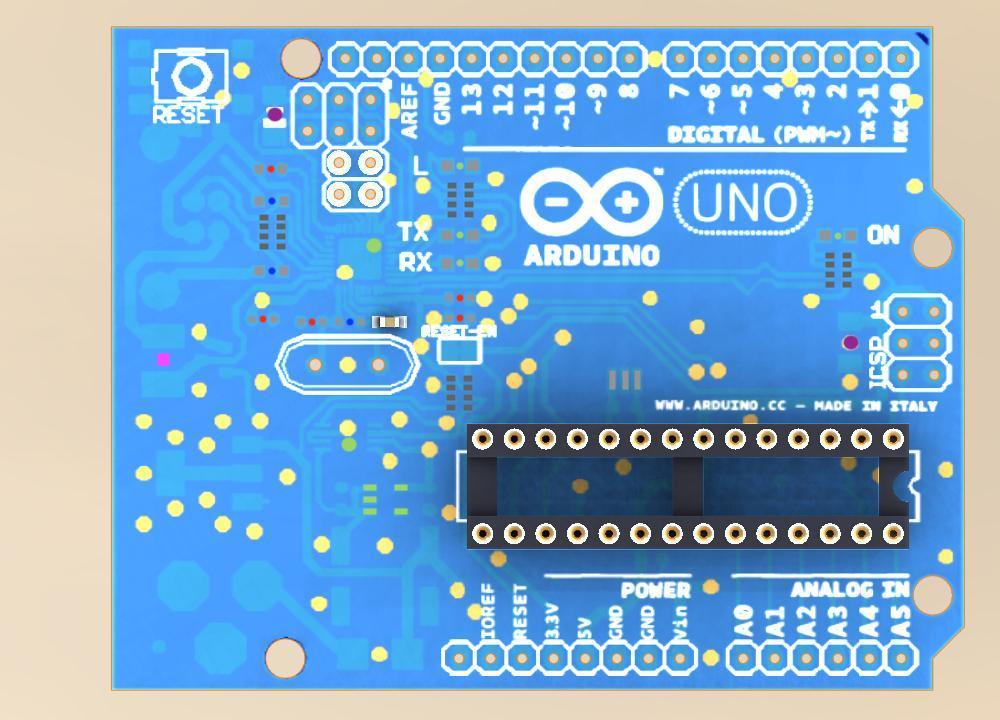 RESET
AREF
GND
13
12
~11
~10
~9
8
7
~6
~5
4
~3
2
TX→1
RX←0
DIGITAL (PWM~)
L
TX
RX
ARDUINO
UNO
ON
RESET-EN
1
ICSP
WWW.ARDUINO.CC - MADE IN ITALY
POWER
ANALOG IN
IOREF
RESET
3.3V
5V
GND
GND
Vin
A0
A1
A2
A3
A4
A5